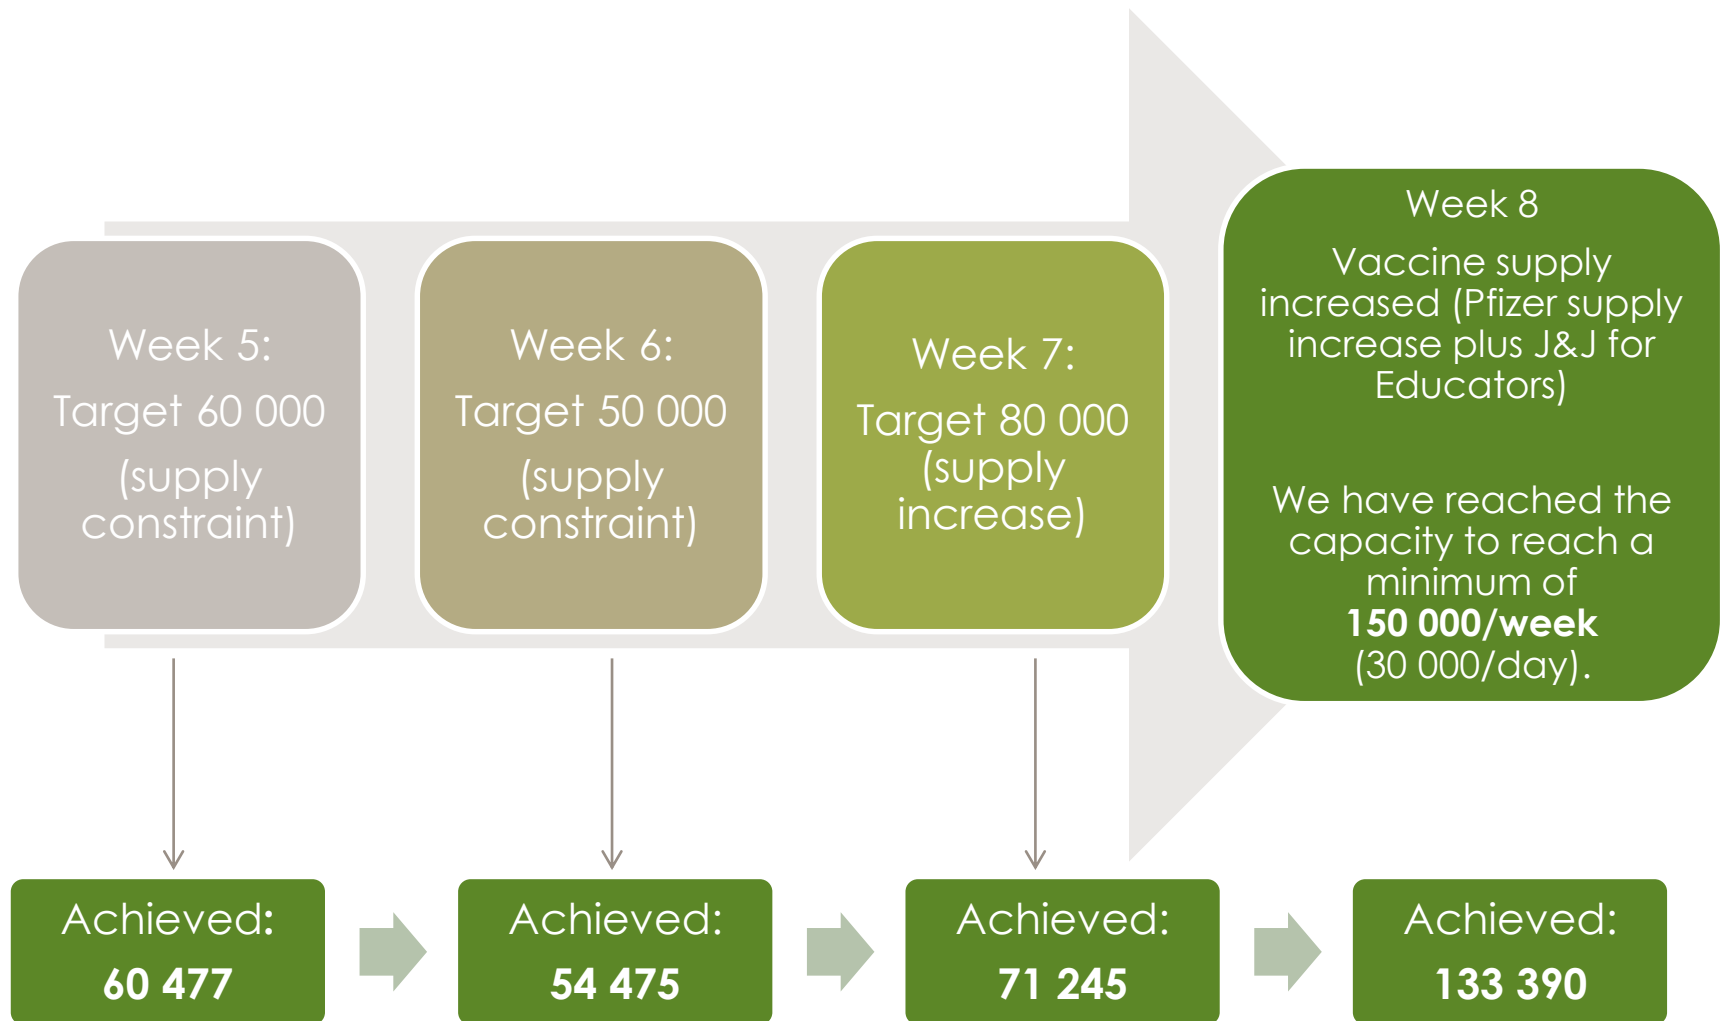 Week 5:
Target 60 000
(supply
constraint)
Week 6:
Target 50 000
(supply
constraint)
Week 7:
Target 80 000
(supply
increase)
Week 8
Vaccine supply
increased (Pfizer supply
increase plus J&J for
Educators)
We have reached the
capacity to reach a
minimum of
150 000/week
(30 000/day).
Achieved:
60 477
Achieved:
54 475
Achieved:
71 245
Achieved:
133 390